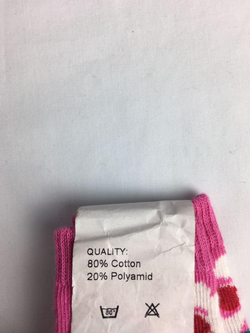 QUALITY:
80% Cotton
20% Polyamid